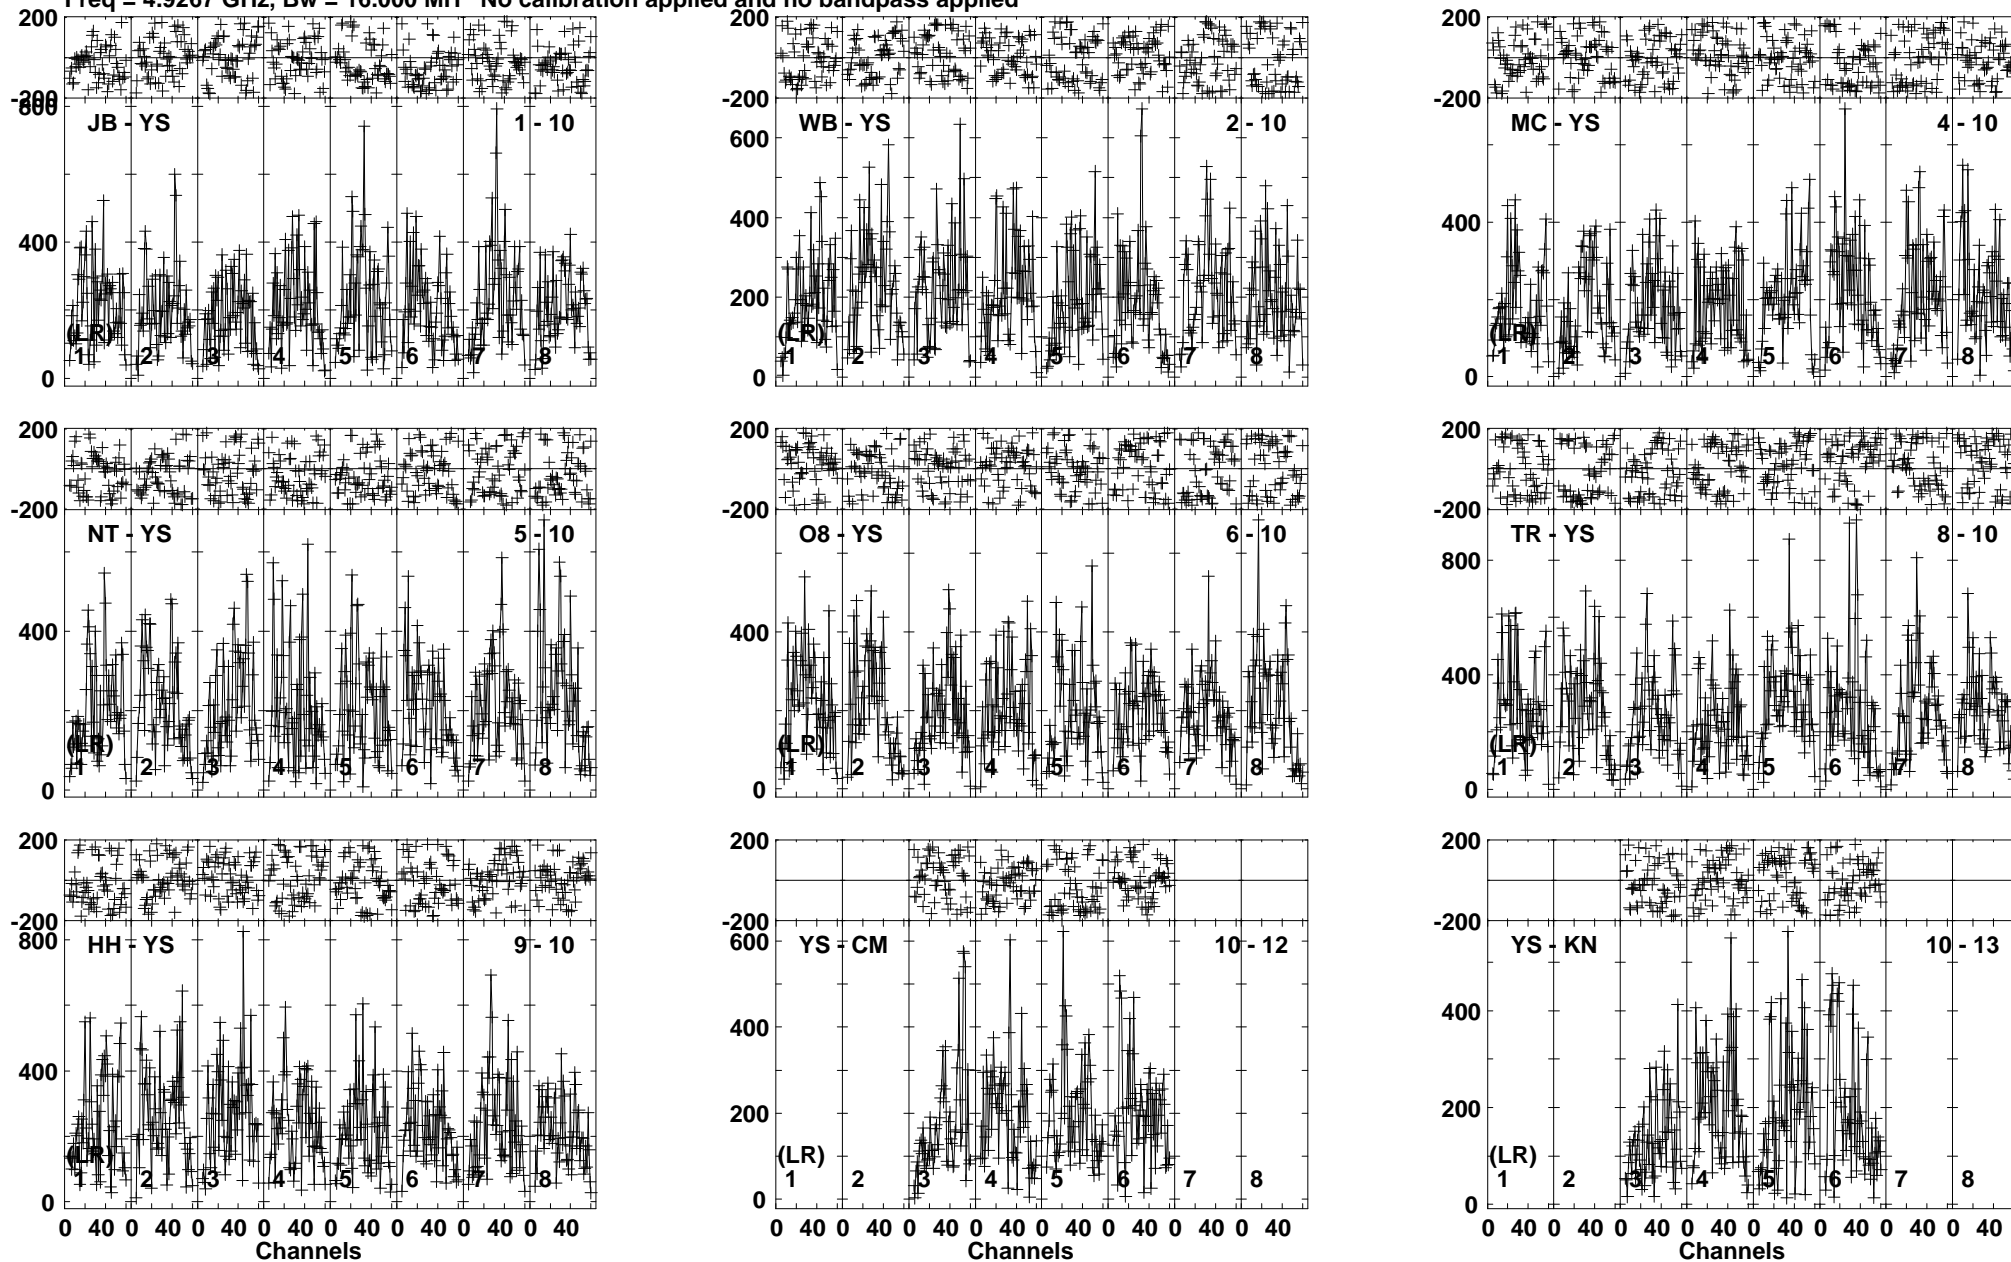 Freq = 4.9267 GHz, Bw = 16.000 MH No calibration applied and no bandpass applied
200 200 200
-200 -200 -200
800
JB - YS 1 - 10 WB - YS 2 - 10 MC - YS 4 - 10
600
400 400 400
200
(LR) (LR) (LR)
1 2 3 4 5 6 7 8 1 2 3 4 5 6 7 8 1 2 3 4 5 6 7 8
0 0 0
200 200 200
-200 -200 -200
NT - YS 5 - 10 O8 - YS 6 - 10 TR - YS 8 - 10
800
400 400 400
(LR) (LR) (LR)
1 2 3 4 5 6 7 8 1 2 3 4 5 6 7 8 1 2 3 4 5 6 7 8
0 0 0
200 200 200
-200 -200 -200
800 600
HH - YS 9 - 10 YS - CM 10 - 12 YS - KN 10 - 13
400 400 400
200 200
(LR) (LR) (LR)
1 2 3 4 5 6 7 8 1 2 3 4 5 6 7 8 1 2 3 4 5 6 7 8
0 0 0
0 40 0 40 0 40 0 40 0 40 0 40 0 40 0 40 0 40 0 40 0 40 0 40 0 40 0 40 0 40 0 40 0 40 0 40 0 40 0 40 0 40 0 40 0 40 0 40
Channels Channels Channels